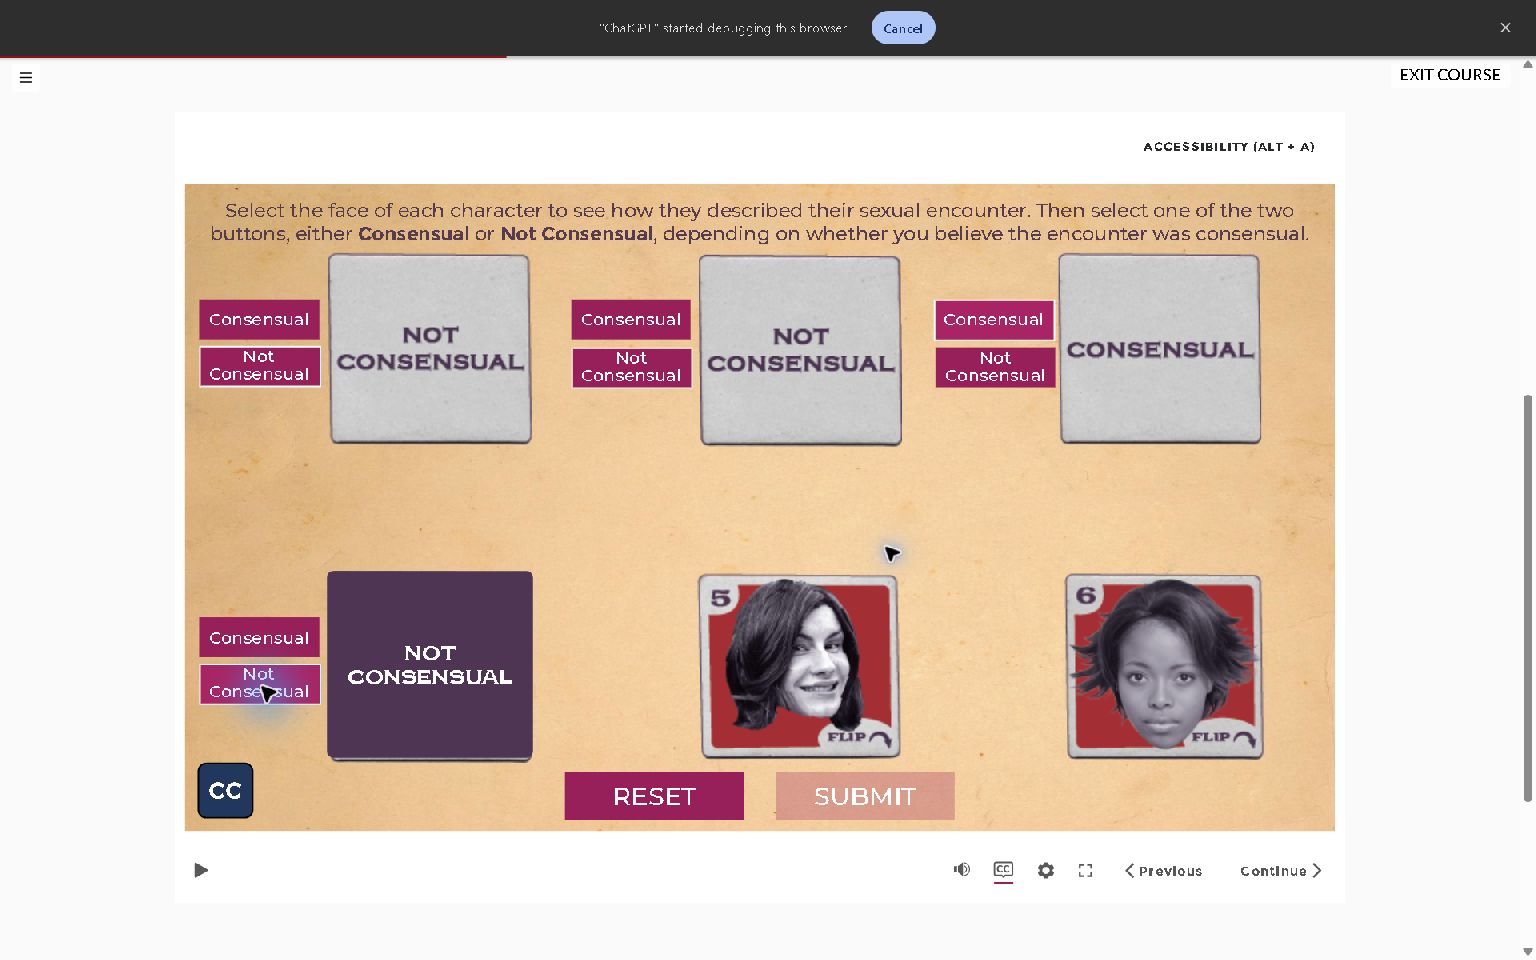 "ChatGPT" started debugging this browser
Cancel
EXIT COURSE
ACCESSIBILITY (ALT + A)
Select the face of each character to see how they described their sexual encounter. Then select one of the two
buttons, either Consensual or Not Consensual, depending on whether you believe the encounter was consensual.
Consensual
Not
Consensual
NOT
CONSENSUAL
Consensual
Not
Consensual
NOT
CONSENSUAL
Consensual
Not
Consensual
CONSENSUAL
Consensual
Not
Consensual
NOT
CONSENSUAL
5
FLIP
6
FLIP
CC
RESET
SUBMIT
CC
Previous
Continue